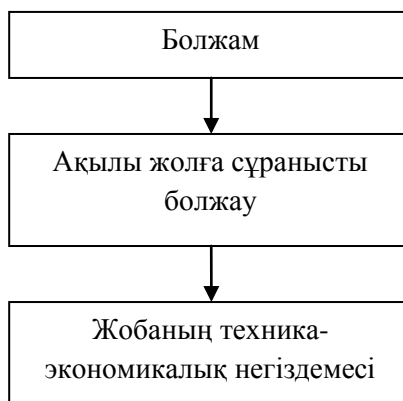 Болжам
Ақылы жолға сұранысты
болжау
Жобаның техника-
экономикалық негіздемесі